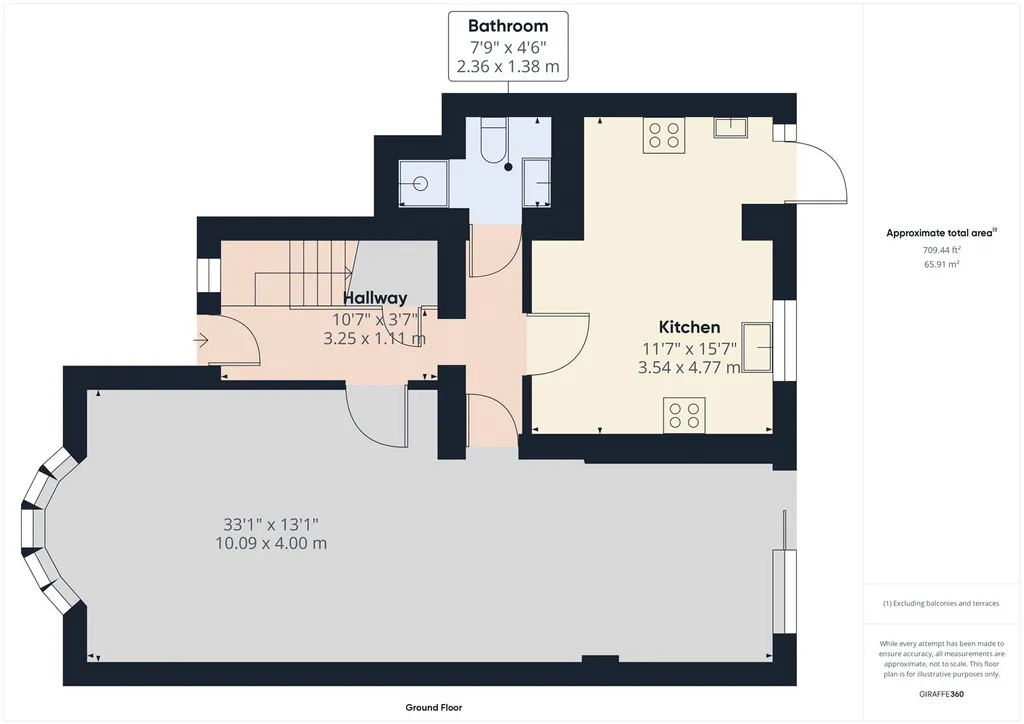 Bathroom
7'9" x 4'6"
2.36 x 1.38 m
Approximate total area(1)
709.44 ft²
65.91 m²
Hallway
10'7" x 3'7"
3.25 x 1.11 m
Kitchen
11'7" x 15'7"
3.54 x 4.77 m
33'1" x 13'1"
10.09 x 4.00 m
(1) Excluding balconies and terraces
While every attempt has been made to
ensure accuracy, all measurements are
approximate, not to scale. This floor
plan is for illustrative purposes only.
GIRAFFE360
Ground Floor